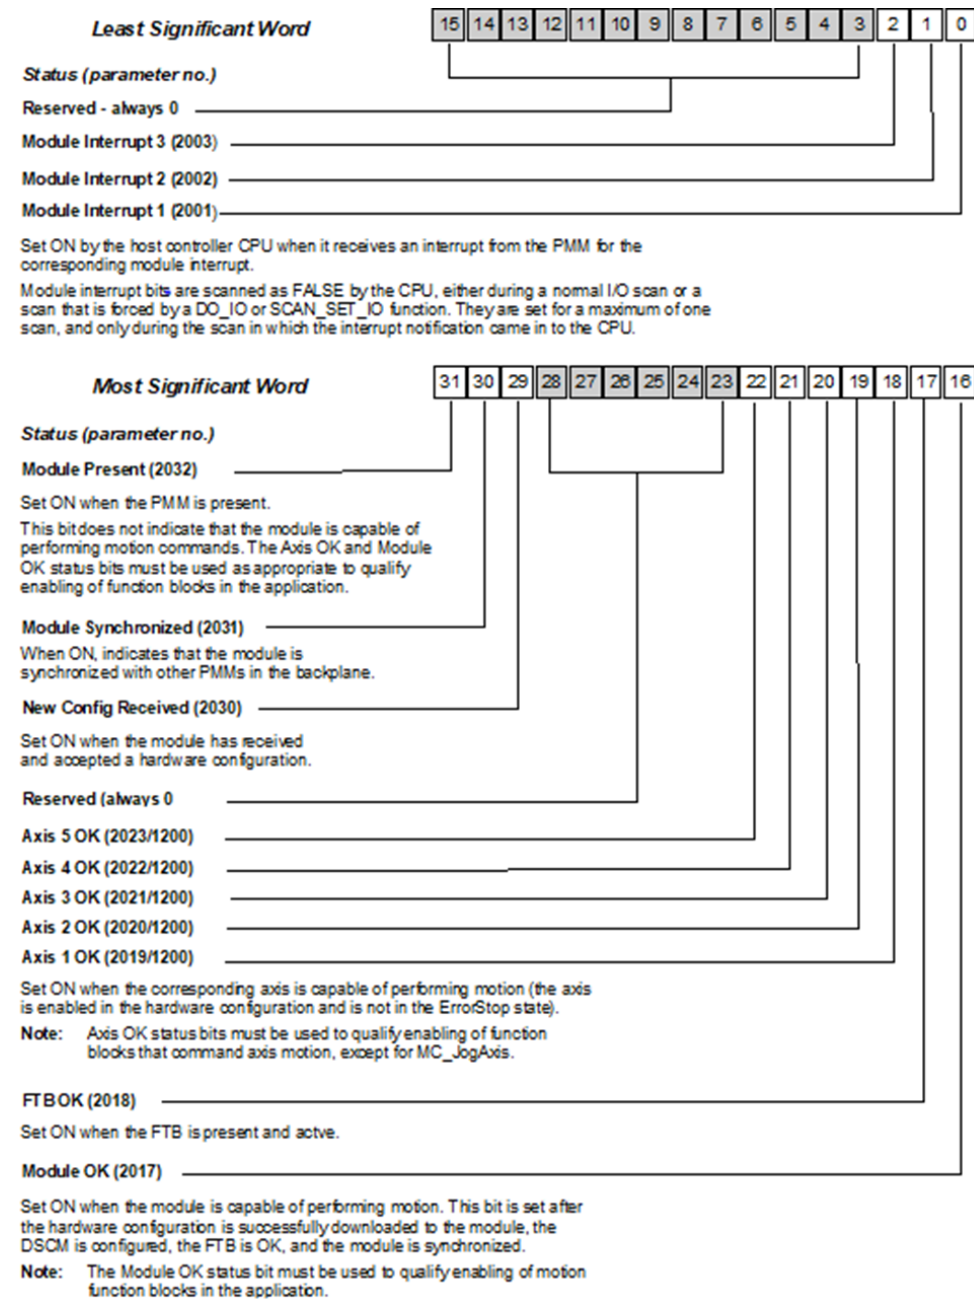 Least Significant Word 15 14 13 12 11 10 9 8 7 6 5 4 3 2 1 0
Status (parameter no.)
Reserved - always 0
Module Interrupt 3 (2003)
Module Interrupt 2 (2002)
Module Interrupt 1 (2001)
Set ON by the host controller CPU when it receives an interrupt from the PMM for the
corresponding module interrupt.
Module interrupt bits are scanned as FALSE by the CPU, either during a normal I/O scan or a
scan that is forced by a DO_IO or SCAN_SET_IO function. They are set for a maximum of one
scan, and only during the scan in which the interrupt notification came in to the CPU.
Most Significant Word 31 30 29 28 27 26 25 24 23 22 21 20 19 18 17 16
Status (parameter no.)
Module Present (2032)
Set ON when the PMM is present.
This bit does not indicate that the module is capable of
performing motion commands. The Axis OK and Module
OK status bits must be used as appropriate to qualify
enabling of function blocks in the application.
Module Synchronized (2031)
When ON, indicates that the module is
synchronized with other PMMs in the backplane.
New Config Received (2030)
Set ON when the module has received
and accepted a hardware configuration.
Reserved (always 0
Axis 5 OK (2023/1200)
Axis 4 OK (2022/1200)
Axis 3 OK (2021/1200)
Axis 2 OK (2020/1200)
Axis 1 OK (2019/1200)
Set ON when the corresponding axis is capable of performing motion (the axis
is enabled in the hardware configuration and is not in the ErrorStop state).
Note: Axis OK status bits must be used to qualify enabling of function
blocks that command axis motion, except for MC_JogAxis.
FTB OK (2018)
Set ON when the FTB is present and actve.
Module OK (2017)
Set ON when the module is capable of performing motion. This bit is set after
the hardware configuration is successfully downloaded to the module, the
DSCM is configured, the FTB is OK, and the module is synchronized.
Note: The Module OK status bit must be used to qualify enabling of motion
function blocks in the application.